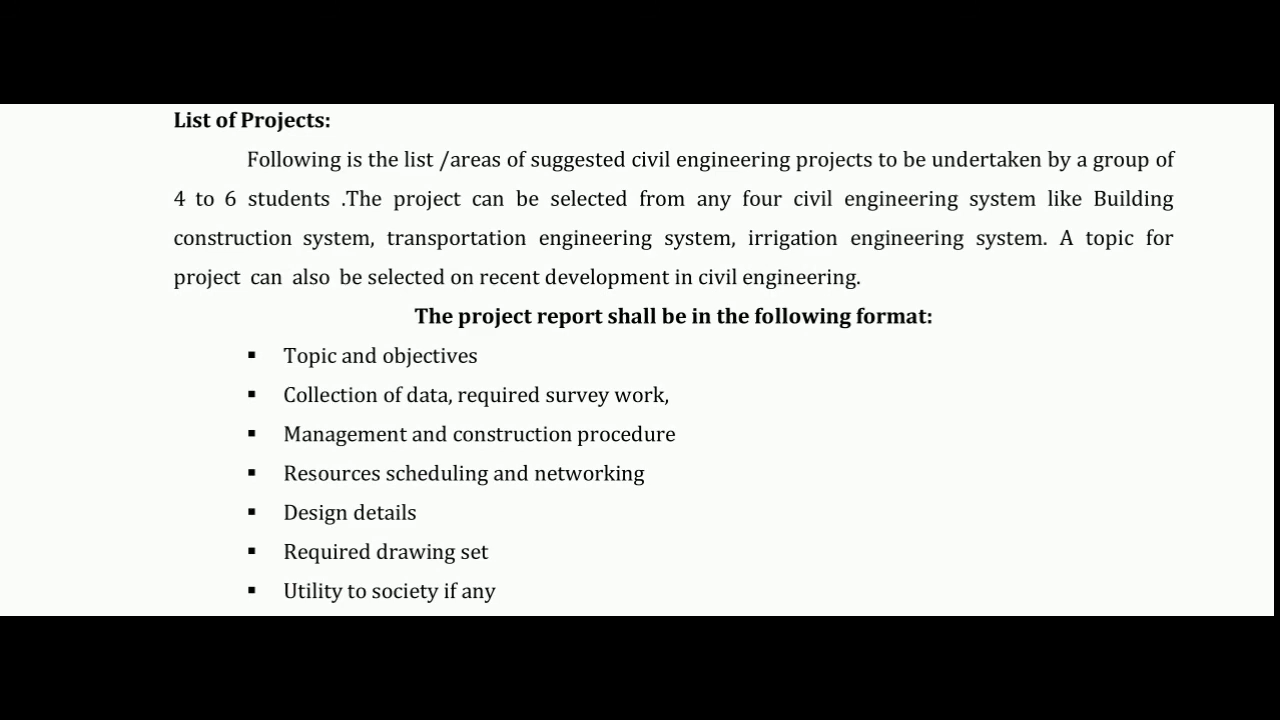 List of Projects:
Following is the list /areas of suggested civil engineering projects to be undertaken by a group of
4 to 6 students .The project can be selected from any four civil engineering system like Building
construction system, transportation engineering system, irrigation engineering system. A topic for
project can also be selected on recent development in civil engineering.
The project report shall be in the following format:
▪ Topic and objectives
▪ Collection of data, required survey work,
▪ Management and construction procedure
▪ Resources scheduling and networking
▪ Design details
▪ Required drawing set
▪ Utility to society if any